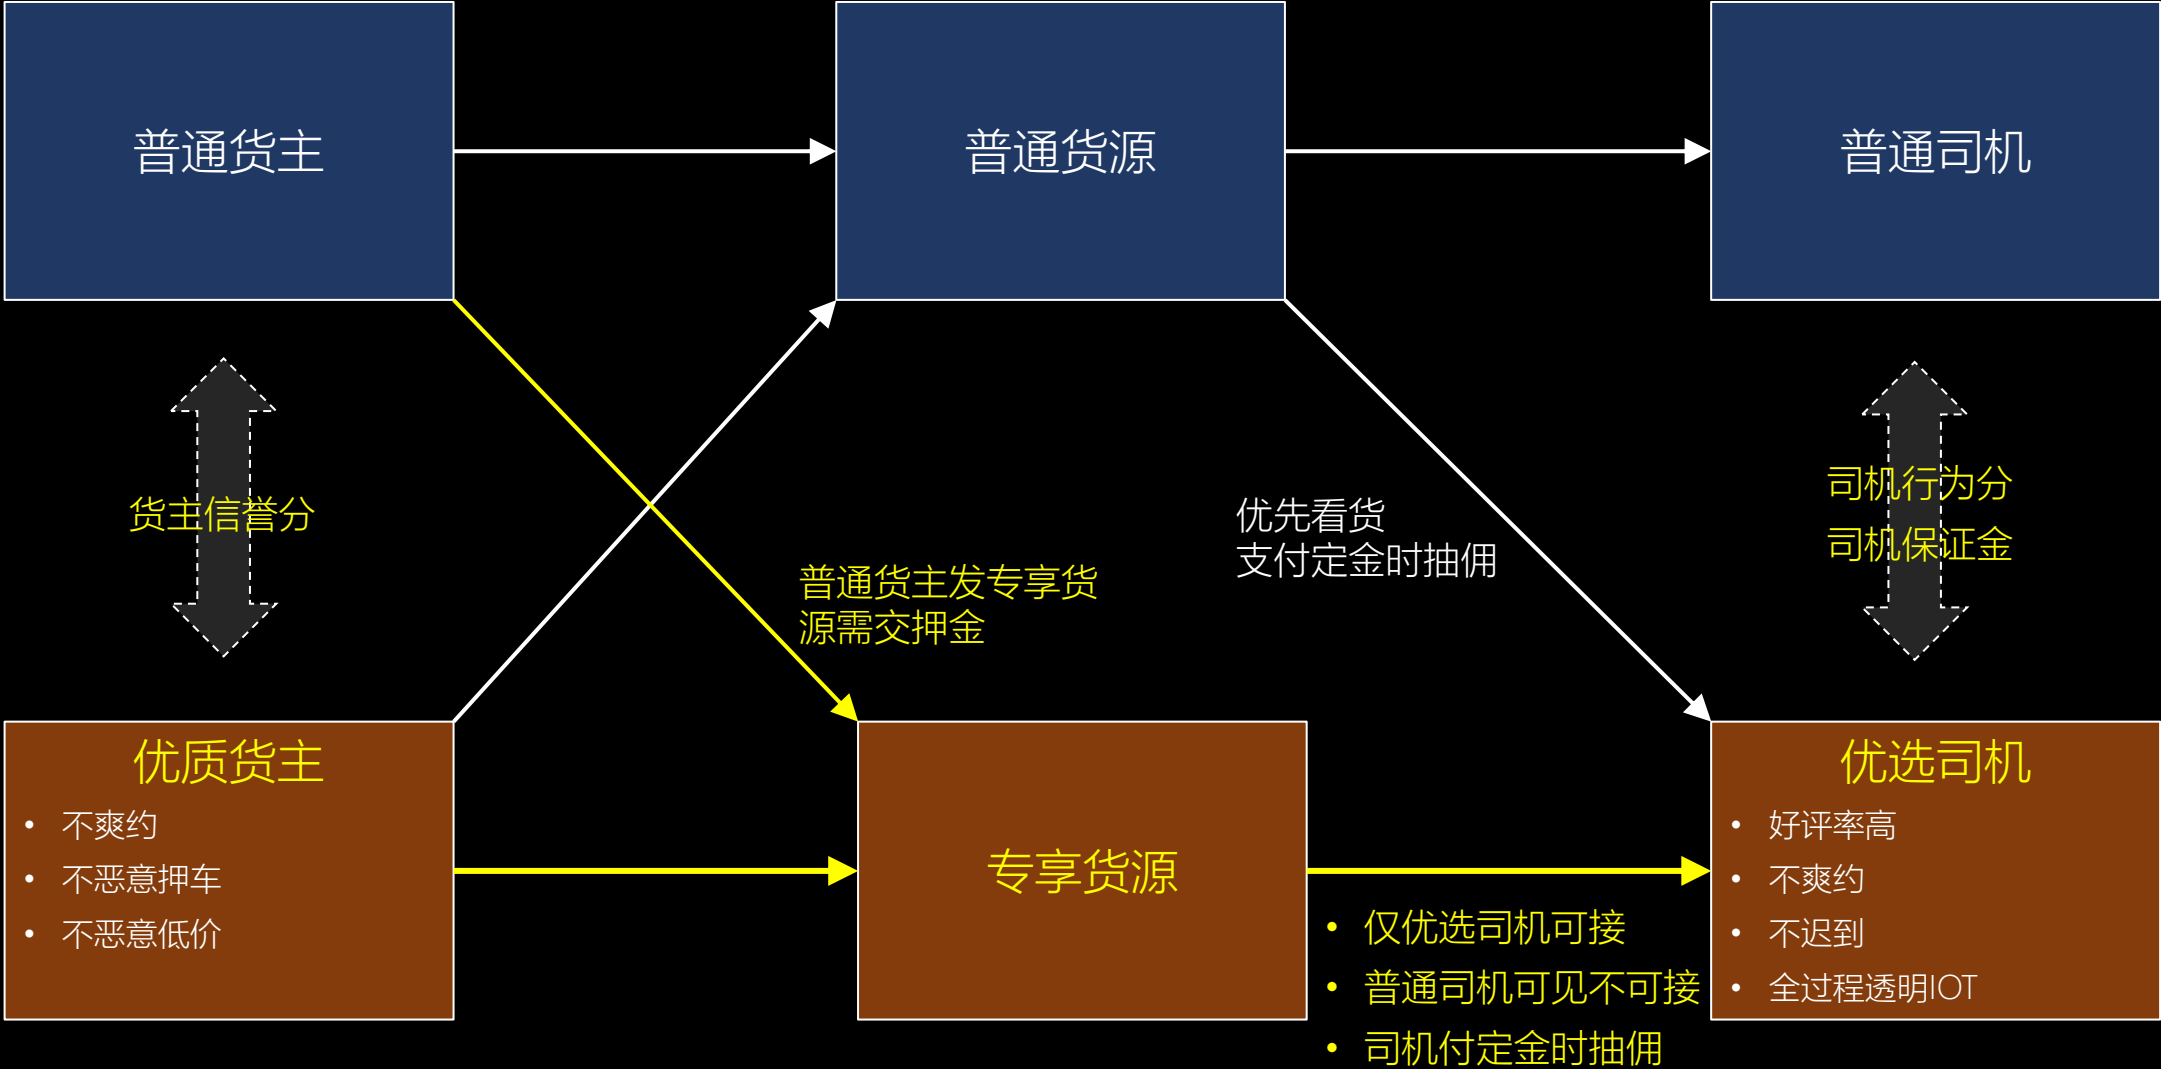 普通货主
普通货源
普通司机
货主信誉分
普通货主发专享货
源需交押金
优先看货
支付定金时抽佣
司机行为分
司机保证金
优质货主
• 不爽约
• 不恶意押车
• 不恶意低价
专享货源
• 仅优选司机可接
• 普通司机可见不可接
• 司机付定金时抽佣
优选司机
• 好评率高
• 不爽约
• 不迟到
• 全过程透明IOT